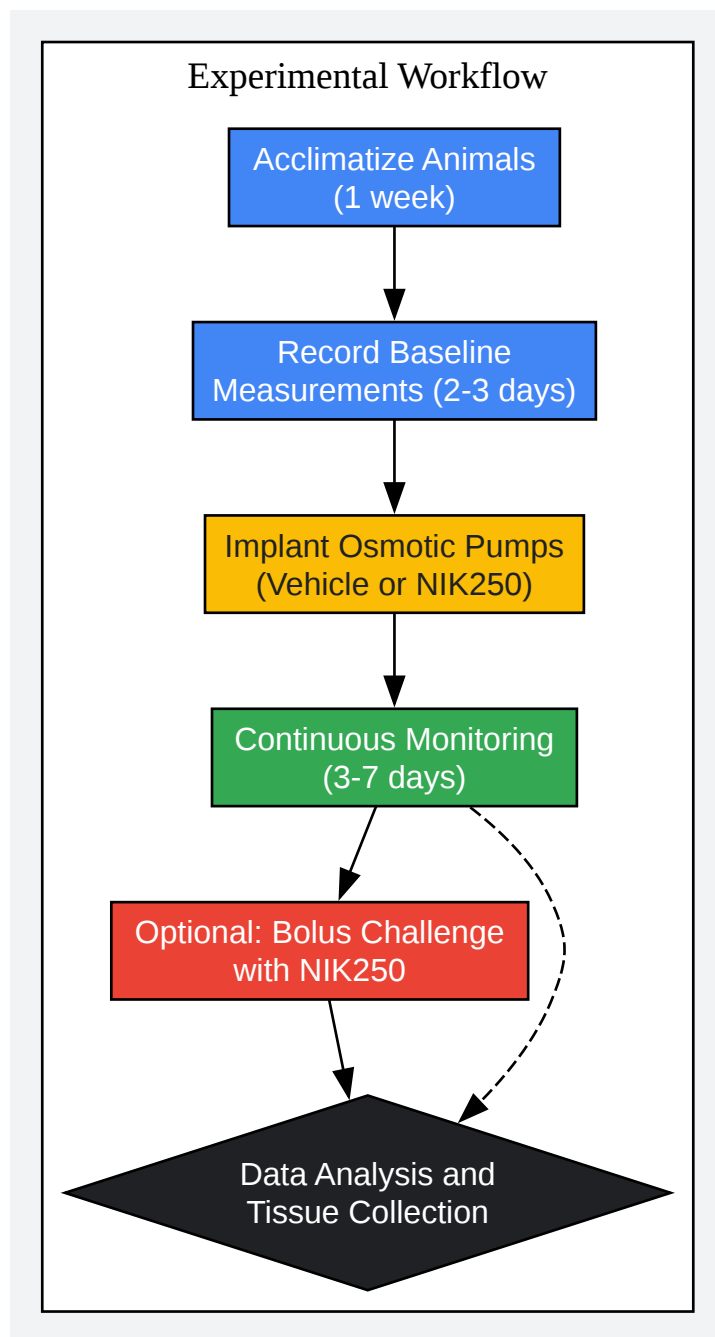 Experimental Workflow
Acclimatize Animals
(1 week)
Record Baseline
Measurements (2-3 days)
Implant Osmotic Pumps
(Vehicle or NIK250)
Continuous Monitoring
(3-7 days)
Optional: Bolus Challenge
with NIK250
Data Analysis and
Tissue Collection